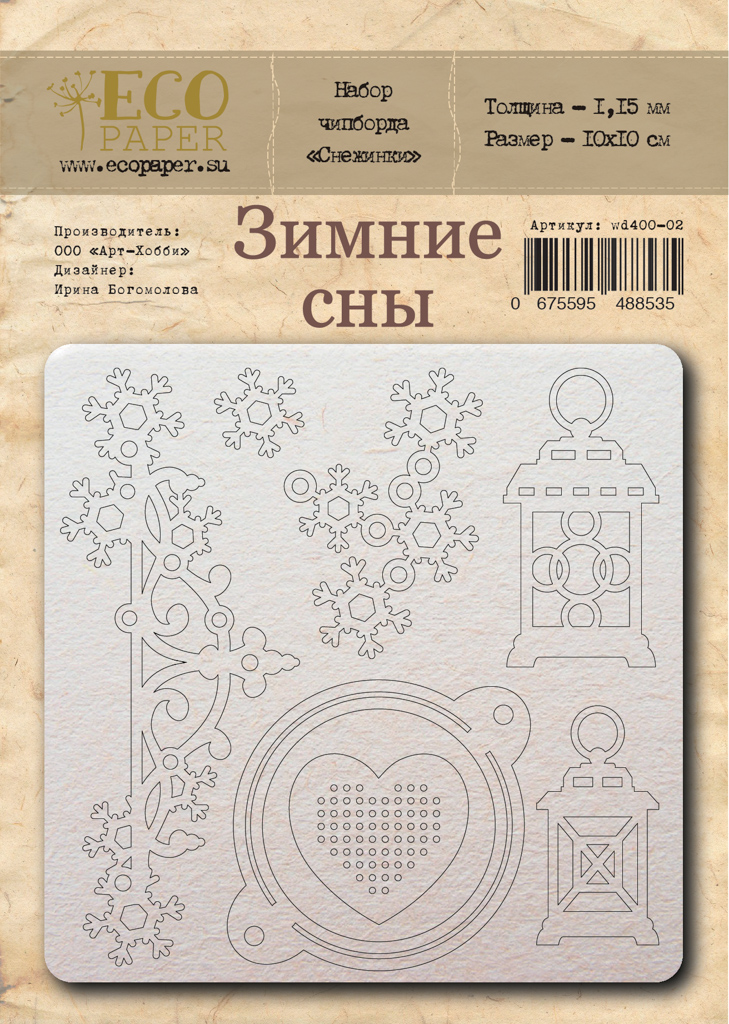 ECO
PAPER
www.ecopaper.su
Набор
чипборда
«Снежинки»
Толщина - 1,15 мм
Размер - 10x10 см
Производитель:
ООО «Арт-Хобби»
Дизайнер:
Ирина Богомолова
Зимние
сны
Артикул: wd400-02
0 675595 488535